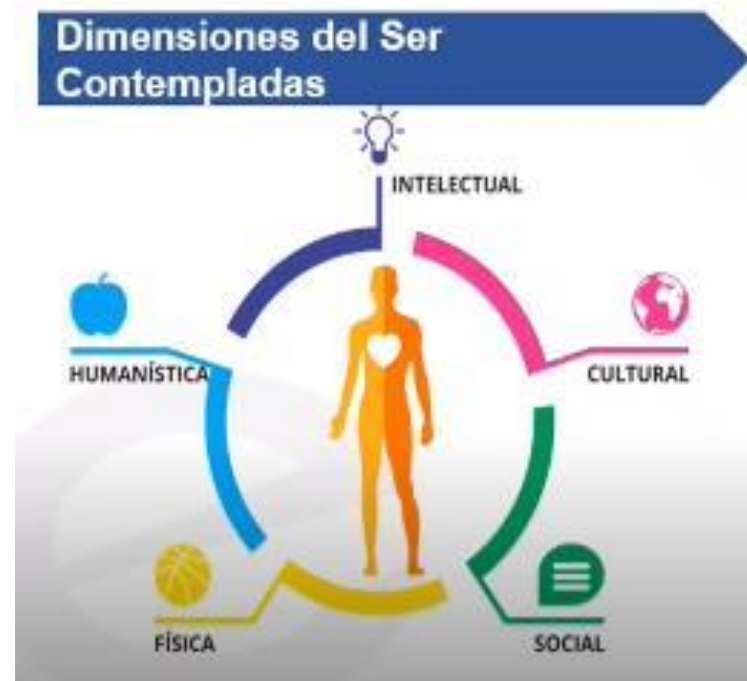 Dimensiones del Ser
Contempladas
INTELECTUAL
HUMANÍSTICA
CULTURAL
FÍSICA
SOCIAL